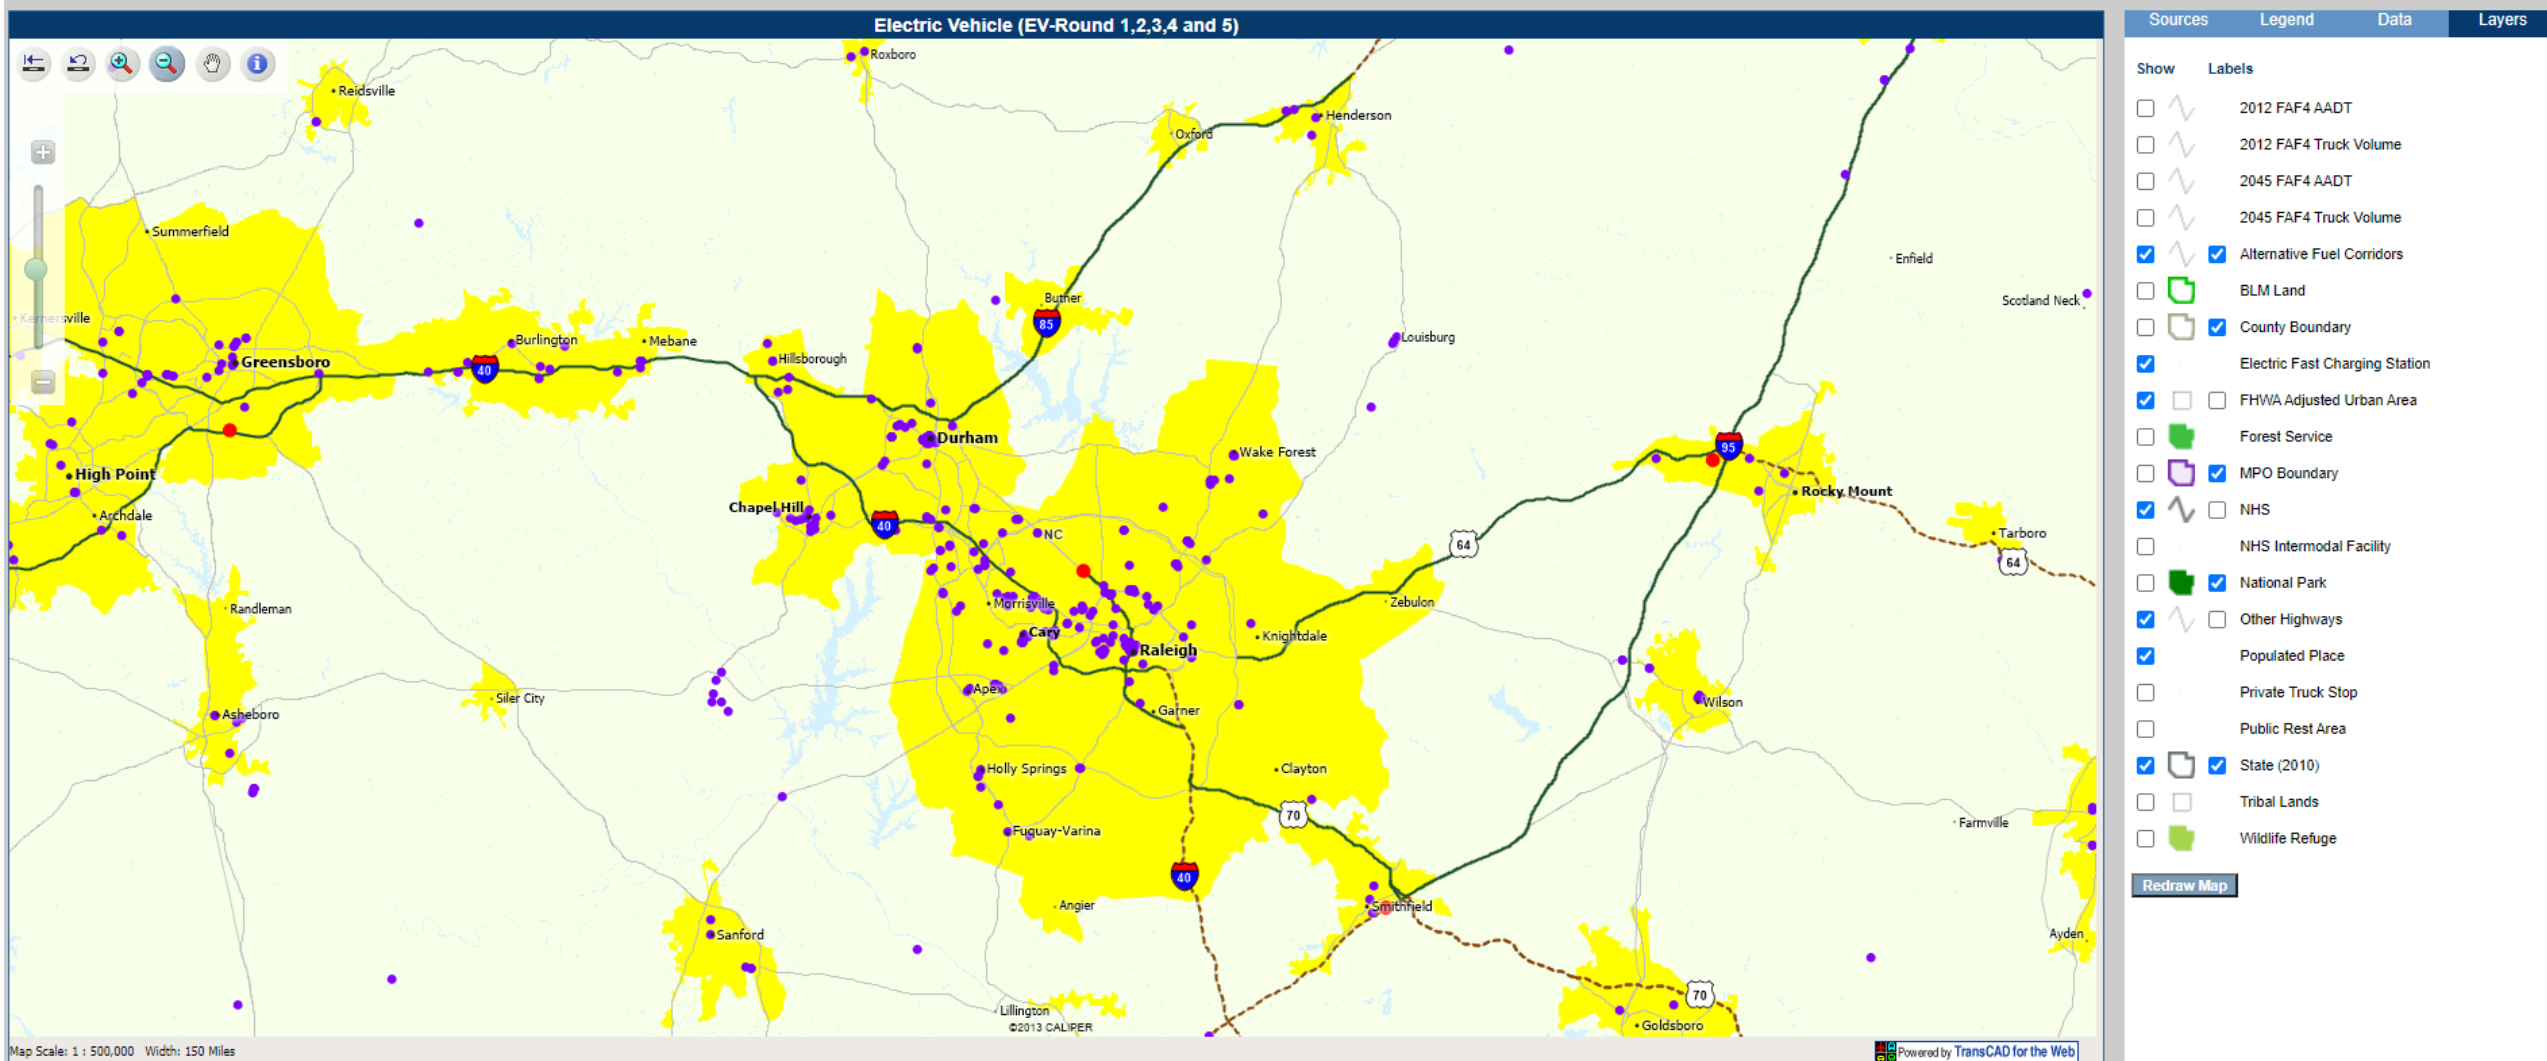 Electric Vehicle (EV-Round 1,2,3,4 and 5)
Sources Legend Data Layers
Show Labels
2012 FAF4 AADT
2012 FAF4 Truck Volume
2045 FAF4 AADT
2045 FAF4 Truck Volume
Alternative Fuel Corridors
BLM Land
County Boundary
Electric Fast Charging Station
FHWA Adjusted Urban Area
Forest Service
MPO Boundary
NHS
NHS Intermodal Facility
National Park
Other Highways
Populated Place
Private Truck Stop
Public Rest Area
State (2010)
Tribal Lands
Wildlife Refuge
Redraw Map
Roxboro
Reidsville
Henderson
Oxford
Summerfield
Enfield
Butner
Scotland Neck
Kernersville
85
Burlington
Mebane
Louisburg
Hillsborough
Greensboro
40
Durham
95
Wake Forest
High Point
Rocky Mount
Chapel Hill
Archdale
40
NC
Tarboro
64
64
Randleman
Morrisville
Zebulon
Cary
Knightdale
Raleigh
Apex
Siler City
Wilson
Garner
Asheboro
Holly Springs
Clayton
70
Farmville
Fuquay-Varina
40
Angier
Smithfield
Sanford
Ayden
70
Lillington
Goldsboro
©2013 CALIPER
Map Scale: 1 : 500,000 Width: 150 Miles
Powered by TransCAD for the Web